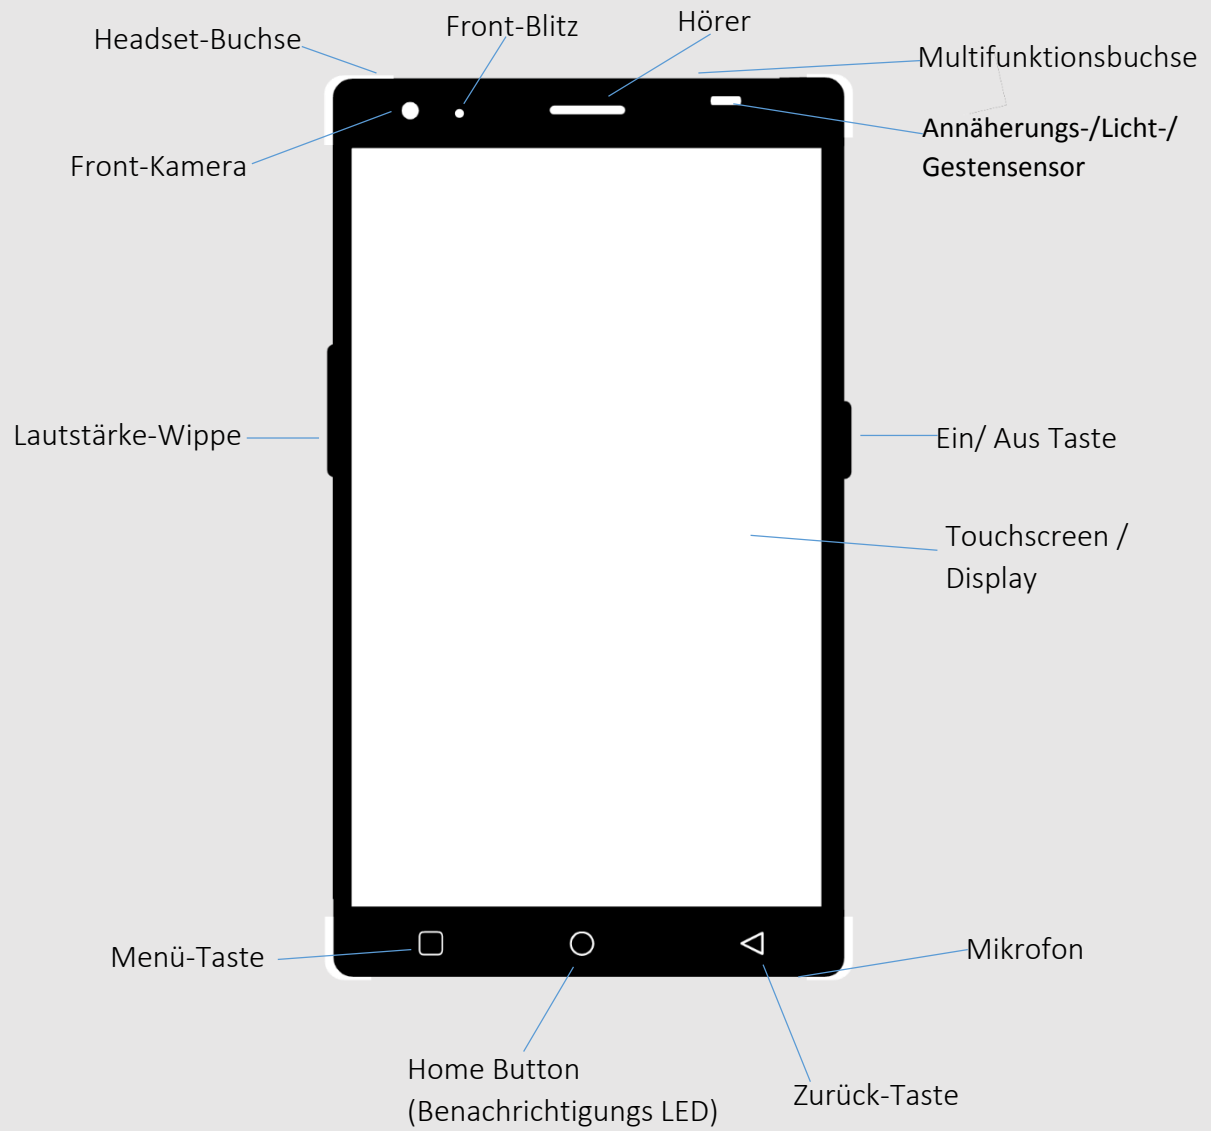 Headset-Buchse
Front-Blitz
Hörer
Multifunktionsbuchse
Annäherungs-/Licht-/
Gestensensor
Front-Kamera
Lautstärke-Wippe
Ein/ Aus Taste
Touchscreen /
Display
Menü-Taste
Mikrofon
Home Button
(Benachrichtigungs LED)
Zurück-Taste